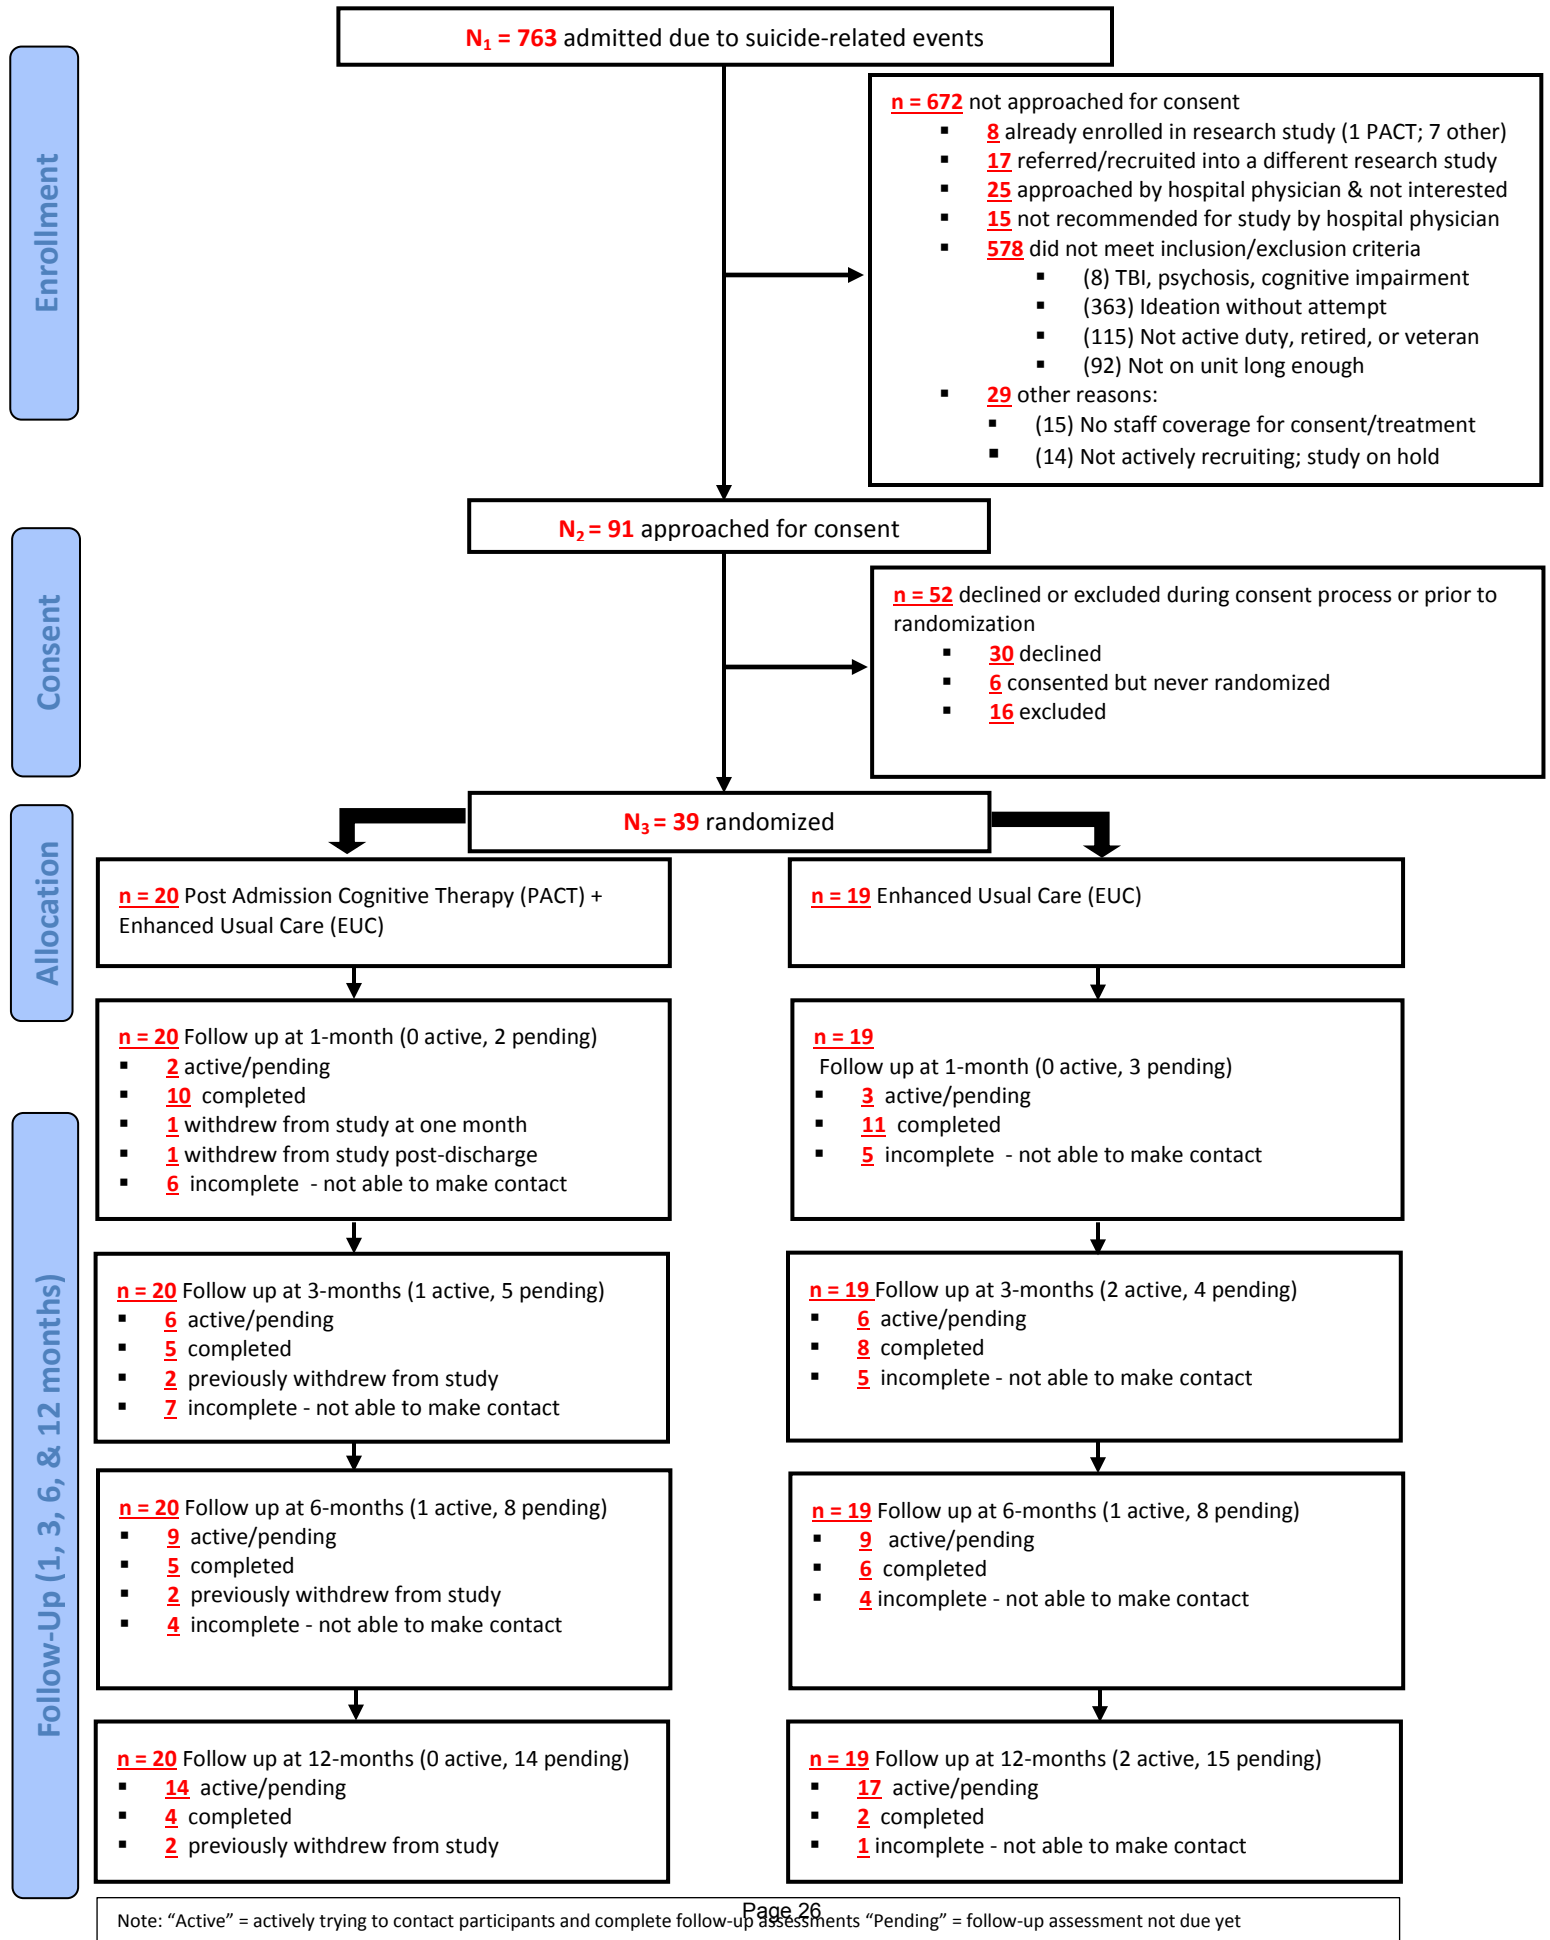 N1 = 763 admitted due to suicide-related events
Enrollment
n = 672 not approached for consent
▪ 8 already enrolled in research study (1 PACT; 7 other)
▪ 17 referred/recruited into a different research study
▪ 25 approached by hospital physician & not interested
▪ 15 not recommended for study by hospital physician
▪ 578 did not meet inclusion/exclusion criteria
▪ (8) TBI, psychosis, cognitive impairment
▪ (363) Ideation without attempt
▪ (115) Not active duty, retired, or veteran
▪ (92) Not on unit long enough
▪ 29 other reasons:
▪ (15) No staff coverage for consent/treatment
▪ (14) Not actively recruiting; study on hold
N2 = 91 approached for consent
Consent
n = 52 declined or excluded during consent process or prior to
randomization
▪ 30 declined
▪ 6 consented but never randomized
▪ 16 excluded
N3 = 39 randomized
Allocation
n = 20 Post Admission Cognitive Therapy (PACT) +
Enhanced Usual Care (EUC)
n = 19 Enhanced Usual Care (EUC)
Follow-Up (1, 3, 6, & 12 months)
n = 20 Follow up at 1-month (0 active, 2 pending)
▪ 2 active/pending
▪ 10 completed
▪ 1 withdrew from study at one month
▪ 1 withdrew from study post-discharge
▪ 6 incomplete - not able to make contact
n = 19
Follow up at 1-month (0 active, 3 pending)
▪ 3 active/pending
▪ 11 completed
▪ 5 incomplete - not able to make contact
n = 20 Follow up at 3-months (1 active, 5 pending)
▪ 6 active/pending
▪ 5 completed
▪ 2 previously withdrew from study
▪ 7 incomplete - not able to make contact
n = 19 Follow up at 3-months (2 active, 4 pending)
▪ 6 active/pending
▪ 8 completed
▪ 5 incomplete - not able to make contact
n = 20 Follow up at 6-months (1 active, 8 pending)
▪ 9 active/pending
▪ 5 completed
▪ 2 previously withdrew from study
▪ 4 incomplete - not able to make contact
n = 19 Follow up at 6-months (1 active, 8 pending)
▪ 9 active/pending
▪ 6 completed
▪ 4 incomplete - not able to make contact
n = 20 Follow up at 12-months (0 active, 14 pending)
▪ 14 active/pending
▪ 4 completed
▪ 2 previously withdrew from study
n = 19 Follow up at 12-months (2 active, 15 pending)
▪ 17 active/pending
▪ 2 completed
▪ 1 incomplete - not able to make contact
Page 26
Note: “Active” = actively trying to contact participants and complete follow-up assessments “Pending” = follow-up assessment not due yet